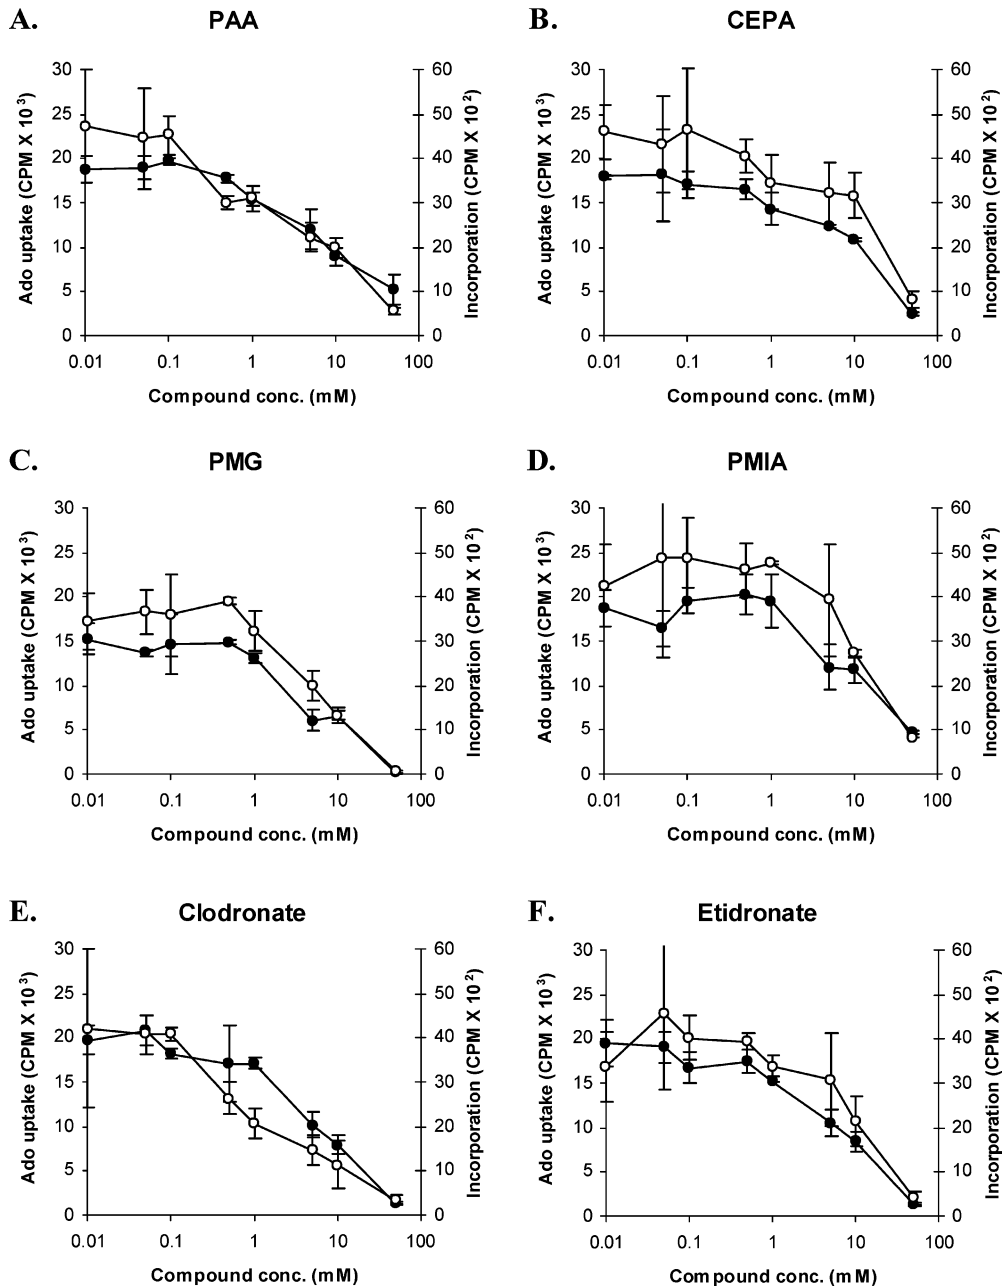 A. PAA
30 60
25 50
20 40
15 30
10 20
5 10
0 0
Ado uptake (CPM X 10³)
Incorporation (CPM X 10²)
0.01 0.1 1 10 100
Compound conc. (mM)
B. CEPA
30 60
25 50
20 40
15 30
10 20
5 10
0 0
Ado uptake (CPM X 10³)
Incorporation (CPM X 10²)
0.01 0.1 1 10 100
Compound conc. (mM)
C. PMG
30 60
25 50
20 40
15 30
10 20
5 10
0 0
Ado uptake (CPM X 10³)
Incorporation (CPM X 10²)
0.01 0.1 1 10 100
Compound conc. (mM)
D. PMIA
30 60
25 50
20 40
15 30
10 20
5 10
0 0
Ado uptake (CPM X 10³)
Incorporation (CPM X 10²)
0.01 0.1 1 10 100
Compound conc. (mM)
E. Clodronate
30 60
25 50
20 40
15 30
10 20
5 10
0 0
Ado uptake (CPM X 10³)
Incorporation (CPM X 10²)
0.01 0.1 1 10 100
Compound conc. (mM)
F. Etidronate
30 60
25 50
20 40
15 30
10 20
5 10
0 0
Ado uptake (CPM X 10³)
Incorporation (CPM X 10²)
0.01 0.1 1 10 100
Compound conc. (mM)